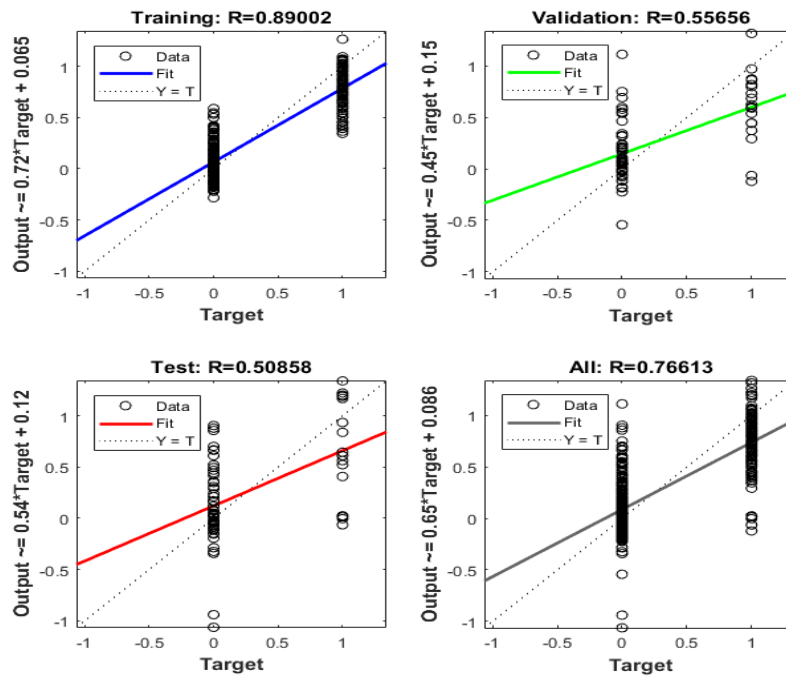 Training: R=0.89002
Output ~= 0.72*Target + 0.065
Data
Fit
Y = T
1
0.5
0
-0.5
-1
-1
-0.5
0
0.5
1
Target
Validation: R=0.55656
Output ~= 0.45*Target + 0.15
Data
Fit
Y = T
1
0.5
0
-0.5
-1
-1
-0.5
0
0.5
1
Target
Test: R=0.50858
Output ~= 0.54*Target + 0.12
Data
Fit
Y = T
1
0.5
0
-0.5
-1
-1
-0.5
0
0.5
1
Target
All: R=0.76613
Output ~= 0.65*Target + 0.086
Data
Fit
Y = T
1
0.5
0
-0.5
-1
-1
-0.5
0
0.5
1
Target